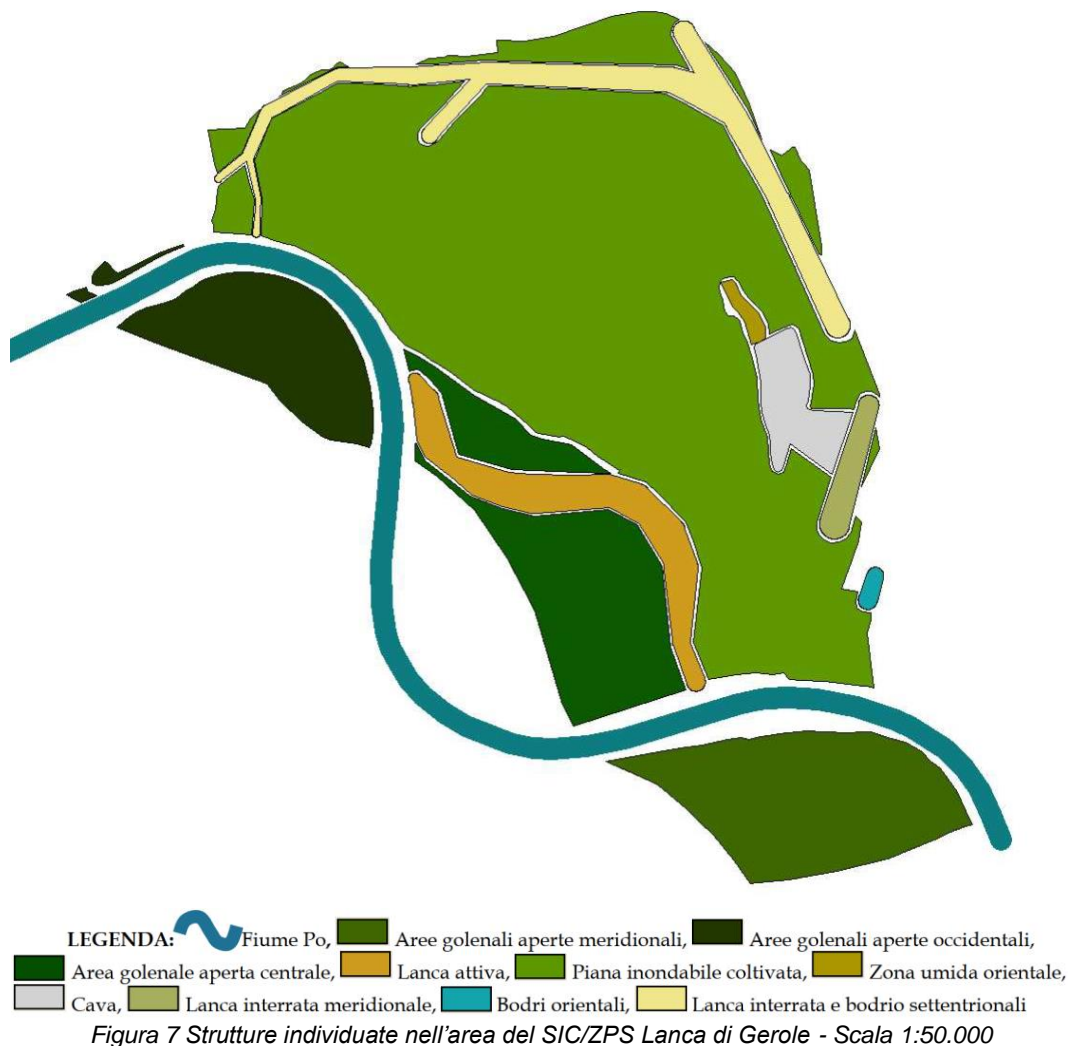 LEGENDA: Fiume Po, Aree golenali aperte meridionali, Aree golenali aperte occidentali,
Area golenale aperta centrale, Lanca attiva, Piana inondabile coltivata, Zona umida orientale,
Cava, Lanca interrata meridionale, Bodri orientali, Lanca interrata e bodrio settentrionali
Figura 7 Strutture individuate nell'area del SIC/ZPS Lanca di Gerole - Scala 1:50.000